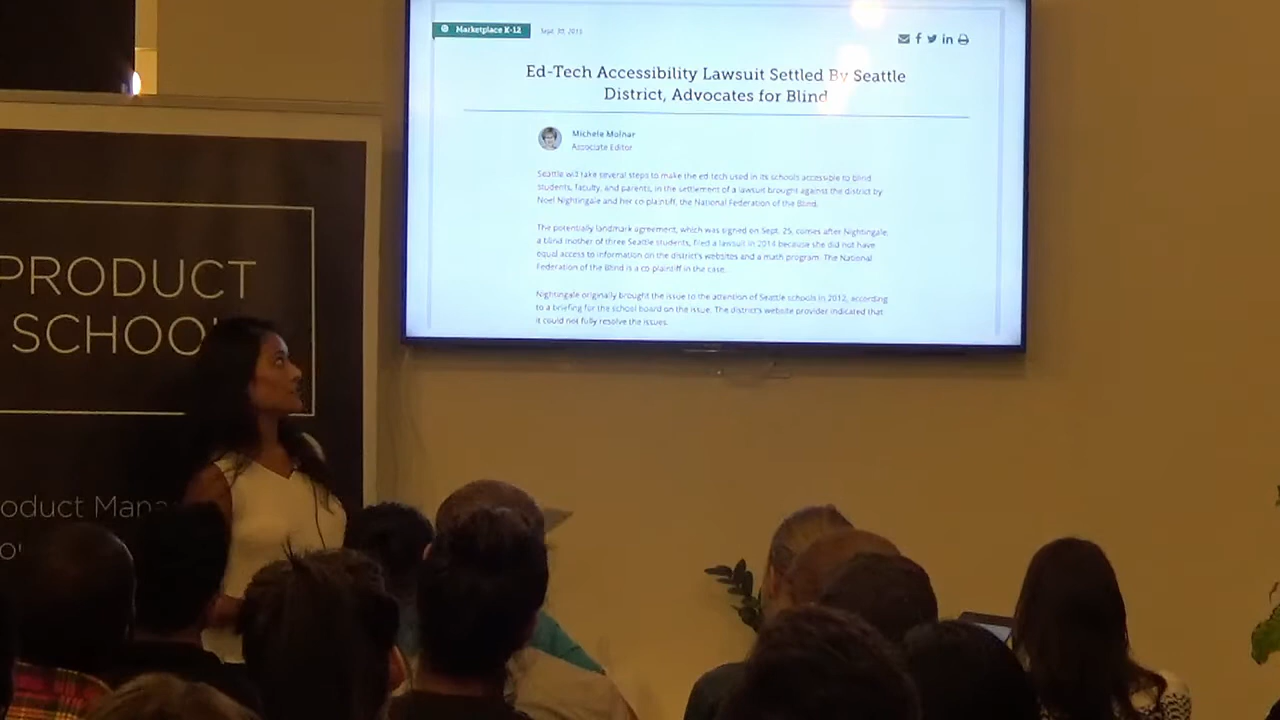 Marketplace K-12
Sept. 30, 2015
Ed-Tech Accessibility Lawsuit Settled By Seattle
District, Advocates for Blind
Michele Molnar
Associate Editor
Seattle will take several steps to make the ed tech used in its schools accessible to blind
students, faculty, and parents, in the settlement of a lawsuit brought against the district by
Noel Nightingale and her co-plaintiff, the National Federation of the Blind.
The potentially landmark agreement, which was signed on Sept. 25, comes after Nightingale,
a blind mother of three Seattle students, filed a lawsuit in 2014 because she did not have
equal access to information on the district's websites and a math program. The National
Federation of the Blind is a co-plaintiff in the case.
Nightingale originally brought the issue to the attention of Seattle schools in 2012, according
to a briefing for the school board on the issue. The district's website provider indicated that
it could not fully resolve the issues.
PRODUCT
SCHOOL
oduct Mana